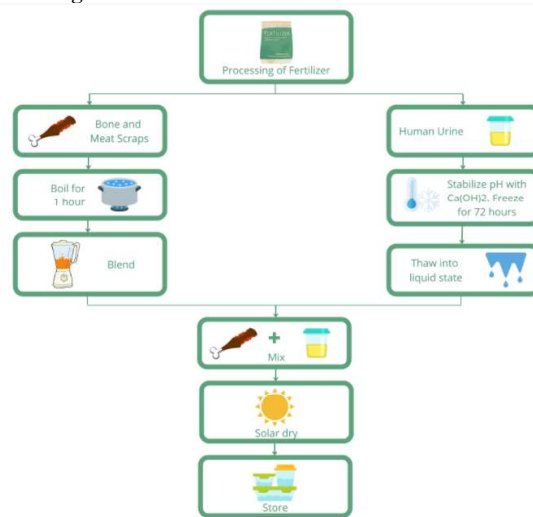 Processing of Fertilizer
Bone and
Meat Scraps
Boil for
1 hour
Blend
Human Urine
Stabilize pH with
Ca(OH)2. Freeze
for 72 hours
Thaw into
liquid state
+
Mix
Solar dry
Store